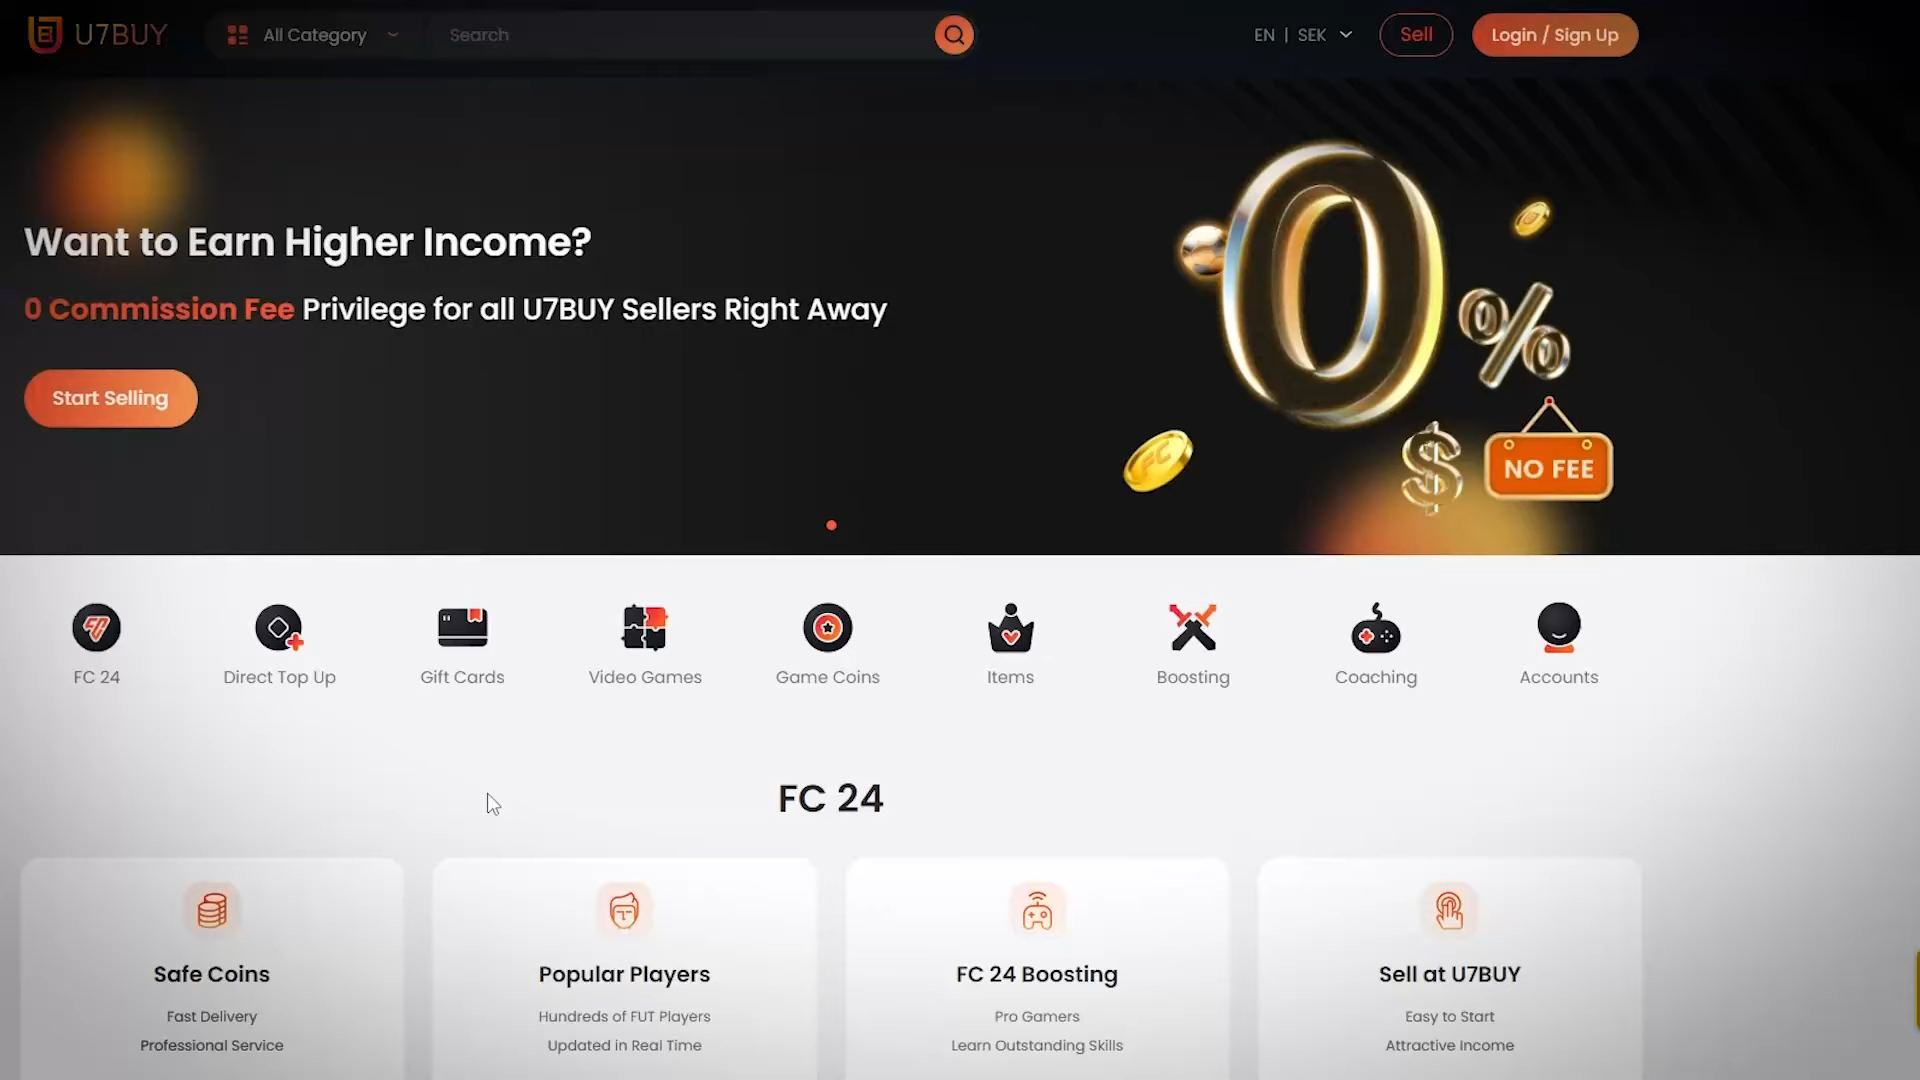 U7BUY
All Category
Search
EN | SEK
Sell
Login / Sign Up
Want to Earn Higher Income?
0 Commission Fee Privilege for all U7BUY Sellers Right Away
Start Selling
0%
FC
$
NO FEE
FC 24
Direct Top Up
Gift Cards
Video Games
Game Coins
Items
Boosting
Coaching
Accounts
FC 24
Safe Coins
Fast Delivery
Professional Service
Popular Players
Hundreds of FUT Players
Updated in Real Time
FC 24 Boosting
Pro Gamers
Learn Outstanding Skills
Sell at U7BUY
Easy to Start
Attractive Income